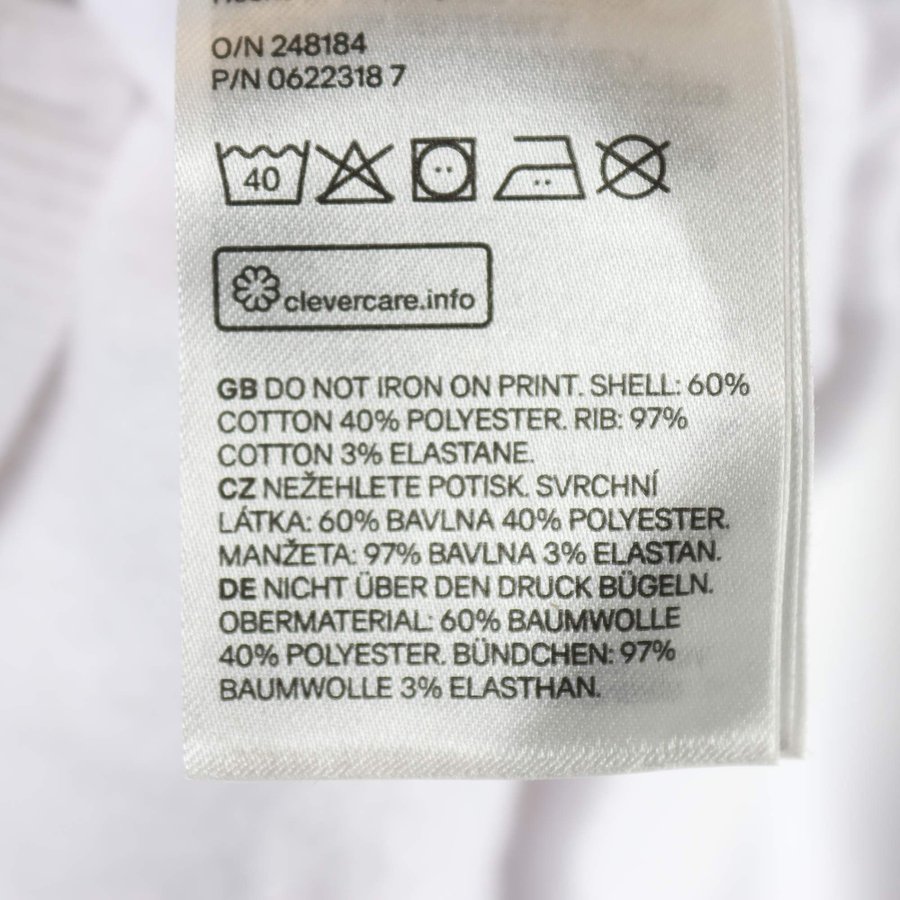 O/N 248184
P/N 0622318 7
40
clevercare.info
GB DO NOT IRON ON PRINT. SHELL: 60%
COTTON 40% POLYESTER. RIB: 97%
COTTON 3% ELASTANE.
CZ NEŽEHLETE POTISK. SVRCHNÍ
LÁTKA: 60% BAVLNA 40% POLYESTER.
MANŽETA: 97% BAVLNA 3% ELASTAN.
DE NICHT ÜBER DEN DRUCK BÜGELN.
OBERMATERIAL: 60% BAUMWOLLE
40% POLYESTER. BÜNDCHEN: 97%
BAUMWOLLE 3% ELASTHAN.